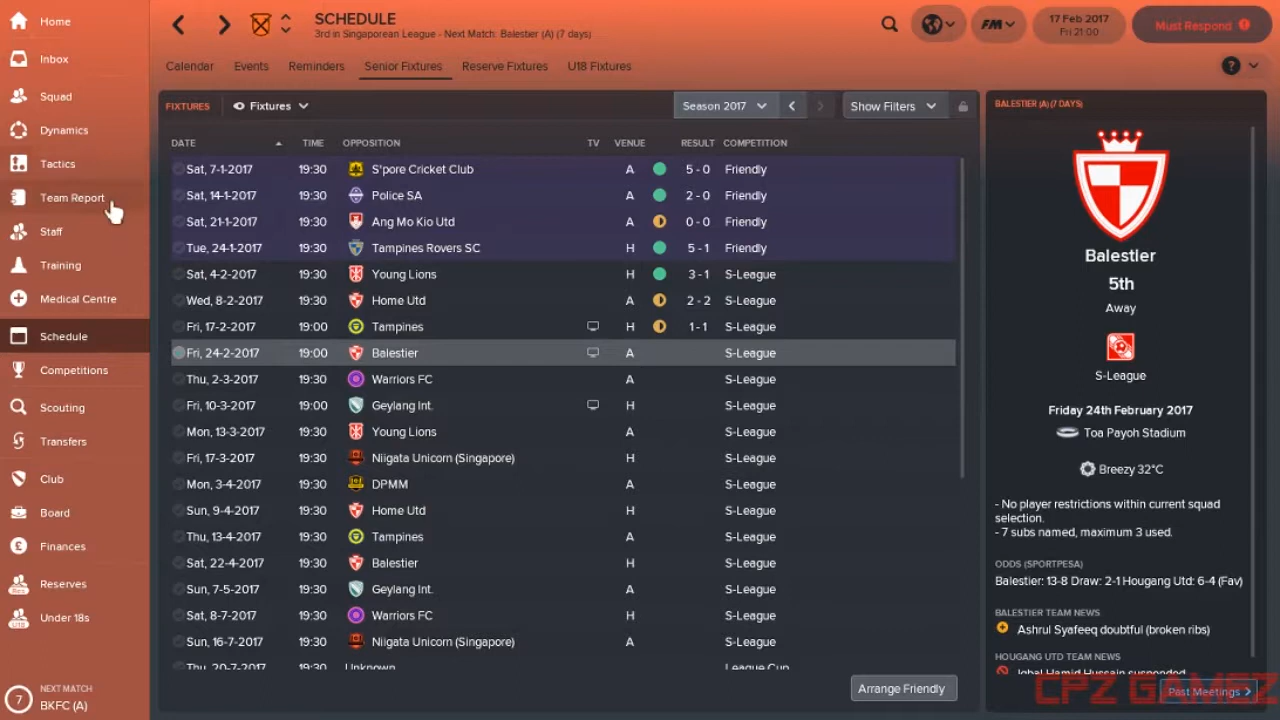 Home
Inbox
Squad
Dynamics
Tactics
Team Report
Staff
Training
Medical Centre
Schedule
Competitions
Scouting
Transfers
Club
Board
Finances
Reserves
Under 18s
7
NEXT MATCH
BKFC (A)
SCHEDULE
3rd in Singaporean League - Next Match: Balestier (A) (7 days)
FM
17 Feb 2017
Fri 21:00
Must Respond
Calendar Events Reminders Senior Fixtures Reserve Fixtures U18 Fixtures
FIXTURES Fixtures Season 2017 Show Filters
DATE TIME OPPOSITION TV VENUE RESULT COMPETITION
Sat, 7-1-2017 19:30 S'pore Cricket Club A 5 - 0 Friendly
Sat, 14-1-2017 19:30 Police SA A 2 - 0 Friendly
Sat, 21-1-2017 19:30 Ang Mo Kio Utd A 0 - 0 Friendly
Tue, 24-1-2017 19:30 Tampines Rovers SC H 5 - 1 Friendly
Sat, 4-2-2017 19:30 Young Lions H 3 - 1 S-League
Wed, 8-2-2017 19:30 Home Utd A 2 - 2 S-League
Fri, 17-2-2017 19:00 Tampines H 1 - 1 S-League
Fri, 24-2-2017 19:00 Balestier A S-League
Thu, 2-3-2017 19:30 Warriors FC A S-League
Fri, 10-3-2017 19:00 Geylang Int. H S-League
Mon, 13-3-2017 19:30 Young Lions A S-League
Fri, 17-3-2017 19:30 Niigata Unicorn (Singapore) H S-League
Mon, 3-4-2017 19:30 DPMM A S-League
Sun, 9-4-2017 19:30 Home Utd H S-League
Thu, 13-4-2017 19:30 Tampines A S-League
Sat, 22-4-2017 19:30 Balestier H S-League
Sun, 7-5-2017 19:30 Geylang Int. A S-League
Sat, 8-7-2017 19:30 Warriors FC H S-League
Sun, 16-7-2017 19:30 Niigata Unicorn (Singapore) A S-League
Thu, 20-7-2017 19:30 Unknown League Cup
Arrange Friendly
BALESTIER (A) (7 DAYS)
Balestier
5th
Away
S-League
Friday 24th February 2017
Toa Payoh Stadium
Breezy 32°C
- No player restrictions within current squad
selection.
- 7 subs named, maximum 3 used.
ODDS (SPORTPESA)
Balestier: 13-8 Draw: 2-1 Hougang Utd: 6-4 (Fav)
BALESTIER TEAM NEWS
Ashrul Syafeeq doubtful (broken ribs)
HOUGANG UTD TEAM NEWS
Iqbal Hamid Hussain suspended
Past Meetings
CPZ GAMEZ